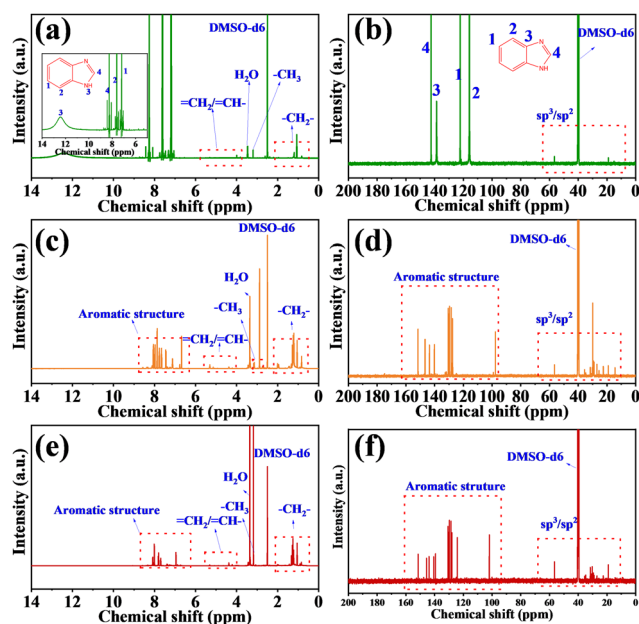 (a)
DMSO-d6
H₂O
-CH₃
=CH₂/=CH-
-CH₂-
N
NH
4
1
2
3
4
2
1
3
12 10 8 6
Chemical shift (ppm)
14 12 10 8 6 4 2 0
Chemical shift (ppm)
Intensity (a.u.)
(b)
DMSO-d6
4
3
1
2
2
1
3
4
N
NH
sp³/sp²
200 180 160 140 120 100 80 60 40 20 0
Chemical shift (ppm)
Intensity (a.u.)
(c)
DMSO-d6
H₂O
-CH₃
Aromatic structure
=CH₂/=CH-
-CH₂-
14 12 10 8 6 4 2 0
Chemical shift (ppm)
Intensity (a.u.)
(d)
DMSO-d6
Aromatic structure
sp³/sp²
200 180 160 140 120 100 80 60 40 20 0
Chemical shift (ppm)
Intensity (a.u.)
(e)
DMSO-d6
H₂O
-CH₃
Aromatic structure
=CH₂/=CH-
-CH₂-
14 12 10 8 6 4 2 0
Chemical shift (ppm)
Intensity (a.u.)
(f)
DMSO-d6
Aromatic struture
sp³/sp²
200 180 160 140 120 100 80 60 40 20 0
Chemical shift (ppm)
Intensity (a.u.)